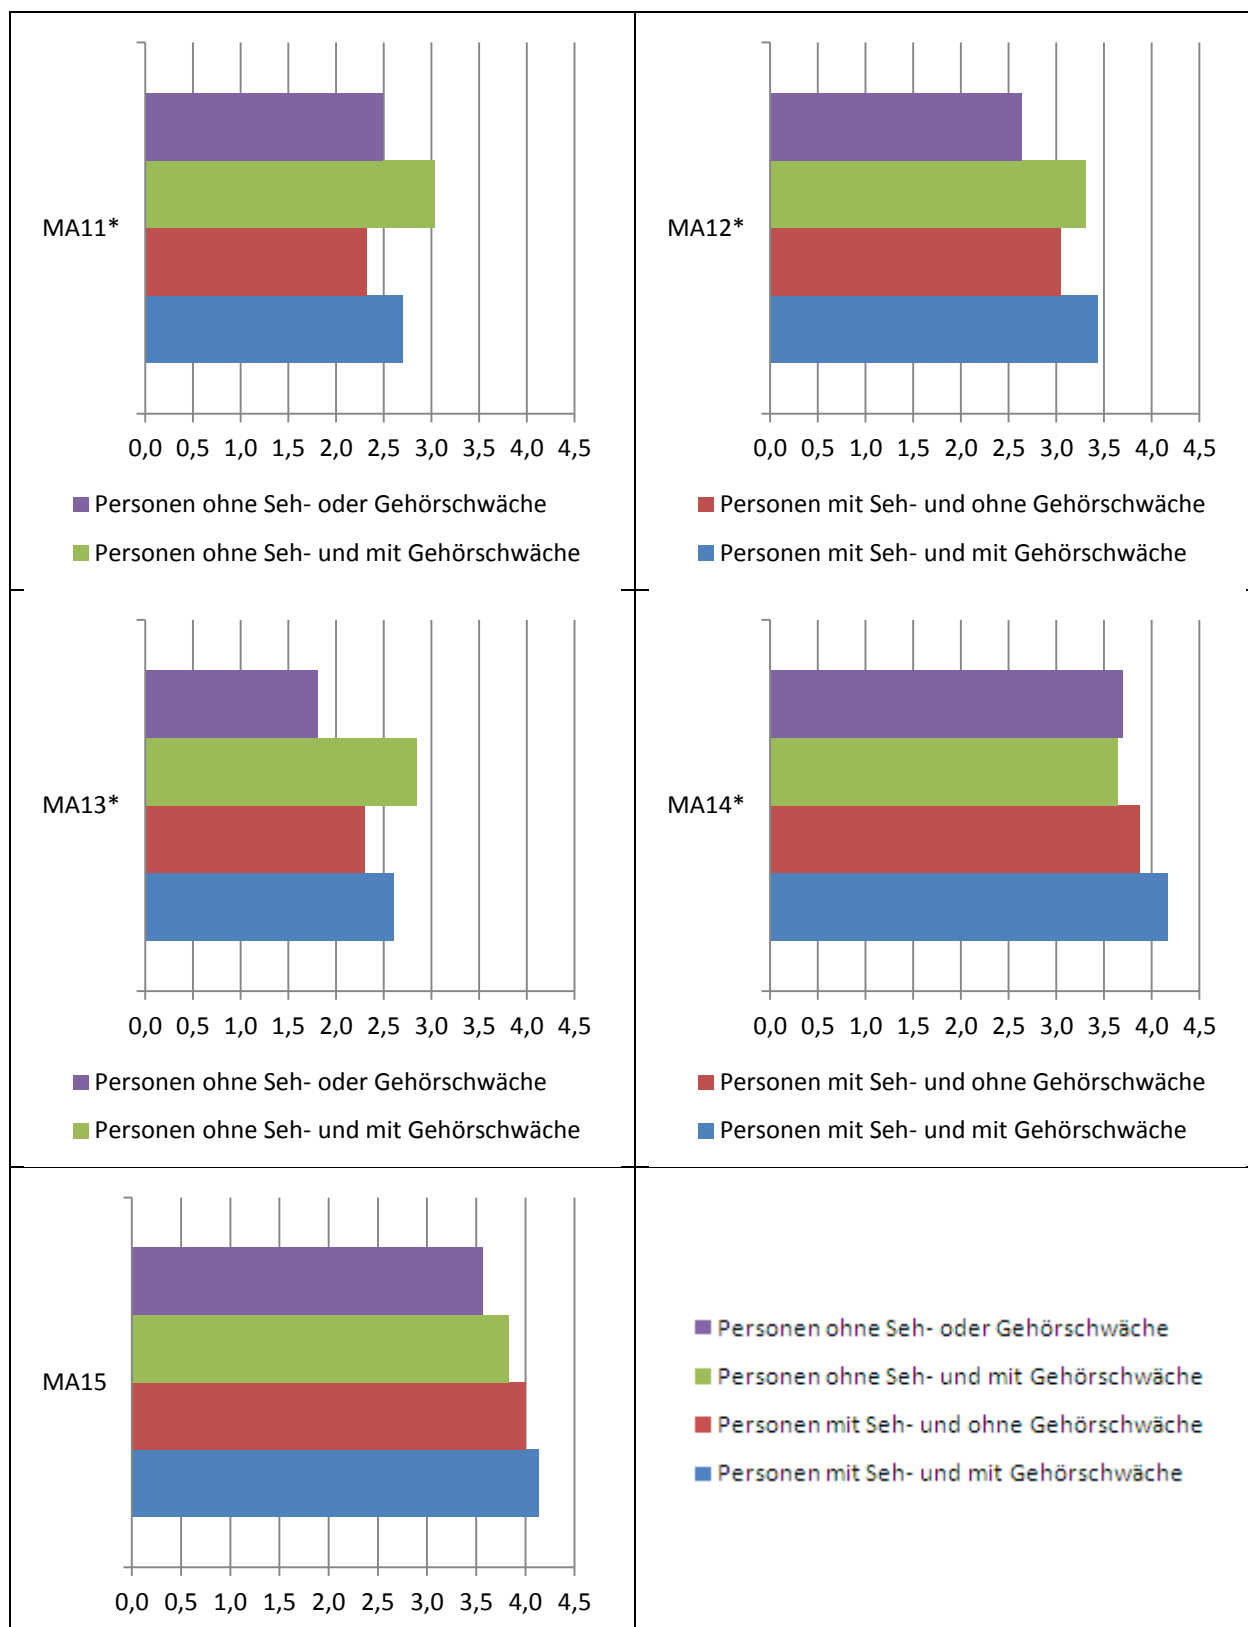 MA11*
0,0 0,5 1,0 1,5 2,0 2,5 3,0 3,5 4,0 4,5
Personen ohne Seh- oder Gehörschwäche
Personen ohne Seh- und mit Gehörschwäche
MA12*
0,0 0,5 1,0 1,5 2,0 2,5 3,0 3,5 4,0 4,5
Personen mit Seh- und ohne Gehörschwäche
Personen mit Seh- und mit Gehörschwäche
MA13*
0,0 0,5 1,0 1,5 2,0 2,5 3,0 3,5 4,0 4,5
Personen ohne Seh- oder Gehörschwäche
Personen ohne Seh- und mit Gehörschwäche
MA14*
0,0 0,5 1,0 1,5 2,0 2,5 3,0 3,5 4,0 4,5
Personen mit Seh- und ohne Gehörschwäche
Personen mit Seh- und mit Gehörschwäche
MA15
0,0 0,5 1,0 1,5 2,0 2,5 3,0 3,5 4,0 4,5
Personen ohne Seh- oder Gehörschwäche
Personen ohne Seh- und mit Gehörschwäche
Personen mit Seh- und ohne Gehörschwäche
Personen mit Seh- und mit Gehörschwäche